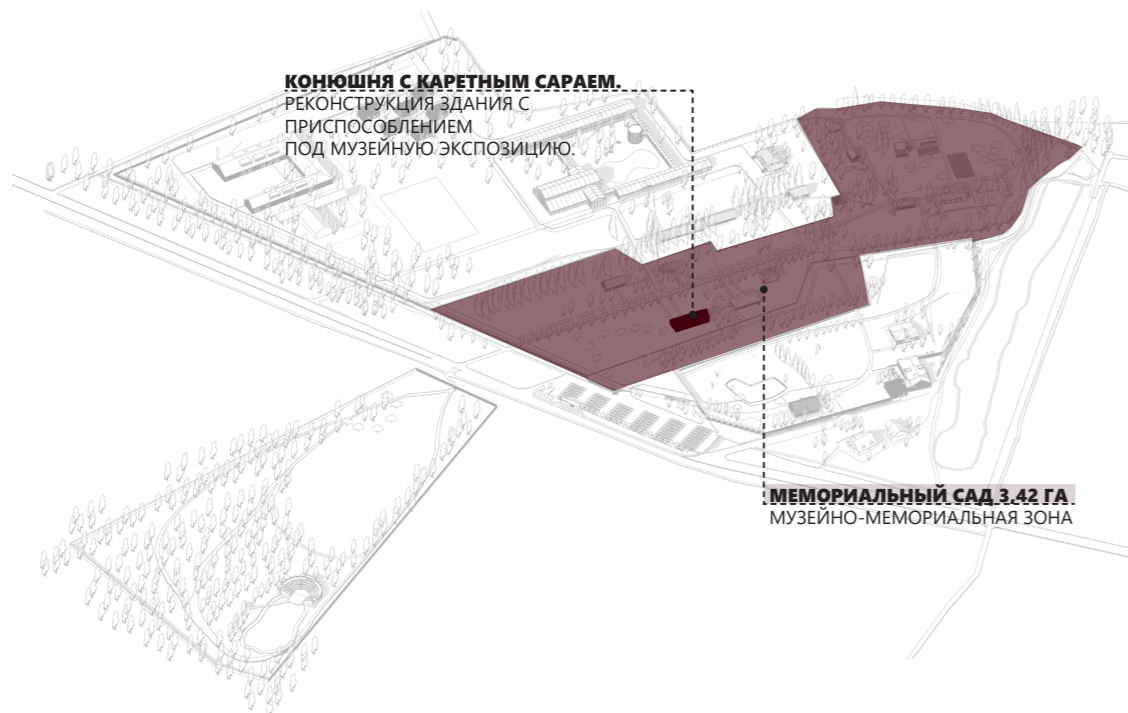 КОНЮШНЯ С КАРЕТНЫМ САРАЕМ.
РЕКОНСТРУКЦИЯ ЗДАНИЯ С
ПРИСПОСОБЛЕНИЕМ
ПОД МУЗЕЙНУЮ ЭКСПОЗИЦИЮ.
МЕМОРИАЛЬНЫЙ САД 3.42 ГА
МУЗЕЙНО-МЕМОРИАЛЬНАЯ ЗОНА